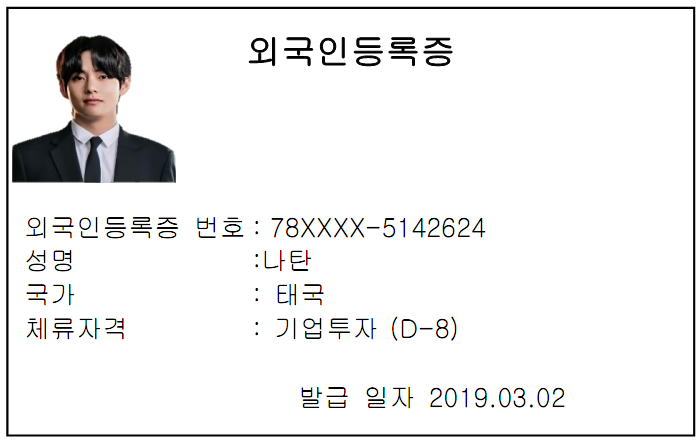 외국인등록증
외국인등록증 번호 : 78XXXX-5142624
성명 :나탄
국가 : 태국
체류자격 : 기업투자 (D-8)
발급 일자 2019.03.02